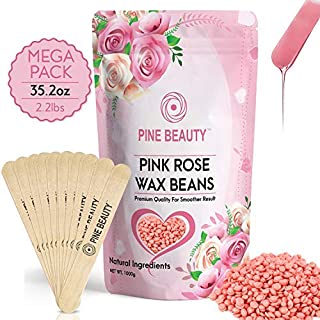 MEGA
PACK
35.2oz
2.2lbs
PINE BEAUTY™
PINK ROSE
WAX BEANS
Premium Quality For Smoother Result
Natural Ingredients
NET WT. 1000g
PINE BEAUTY